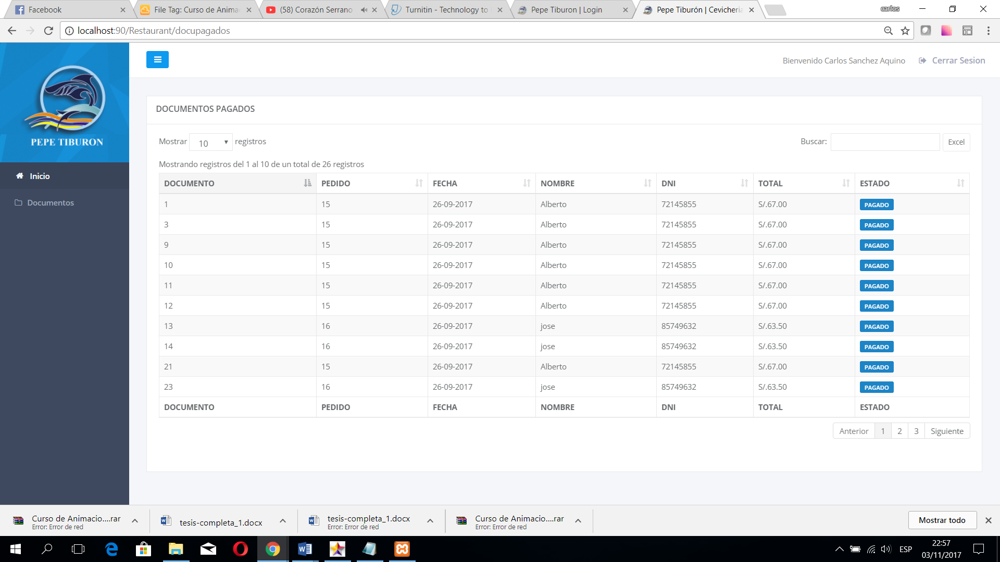 Facebook
File Tag: Curso de Anima
(58) Corazón Serrano
Turnitin - Technology to
Pepe Tiburon | Login
Pepe Tiburón | Cevicheria
carlos
localhost:90/Restaurant/docupagados
PEPE TIBURON
Inicio
Documentos
Bienvenido Carlos Sanchez Aquino
Cerrar Sesion
DOCUMENTOS PAGADOS
Mostrar 10 registros
Buscar:
Excel
Mostrando registros del 1 al 10 de un total de 26 registros
DOCUMENTO PEDIDO FECHA NOMBRE DNI TOTAL ESTADO
1 15 26-09-2017 Alberto 72145855 S/.67.00 PAGADO
3 15 26-09-2017 Alberto 72145855 S/.67.00 PAGADO
9 15 26-09-2017 Alberto 72145855 S/.67.00 PAGADO
10 15 26-09-2017 Alberto 72145855 S/.67.00 PAGADO
11 15 26-09-2017 Alberto 72145855 S/.67.00 PAGADO
12 15 26-09-2017 Alberto 72145855 S/.67.00 PAGADO
13 16 26-09-2017 jose 85749632 S/.63.50 PAGADO
14 16 26-09-2017 jose 85749632 S/.63.50 PAGADO
21 15 26-09-2017 Alberto 72145855 S/.67.00 PAGADO
23 16 26-09-2017 jose 85749632 S/.63.50 PAGADO
DOCUMENTO PEDIDO FECHA NOMBRE DNI TOTAL ESTADO
Anterior 1 2 3 Siguiente
Curso de Animacio....rar
Error: Error de red
tesis-completa_1.docx
tesis-completa_1.docx
Error: Error de red
Curso de Animacio....rar
Error: Error de red
Mostrar todo
ESP
22:57
03/11/2017